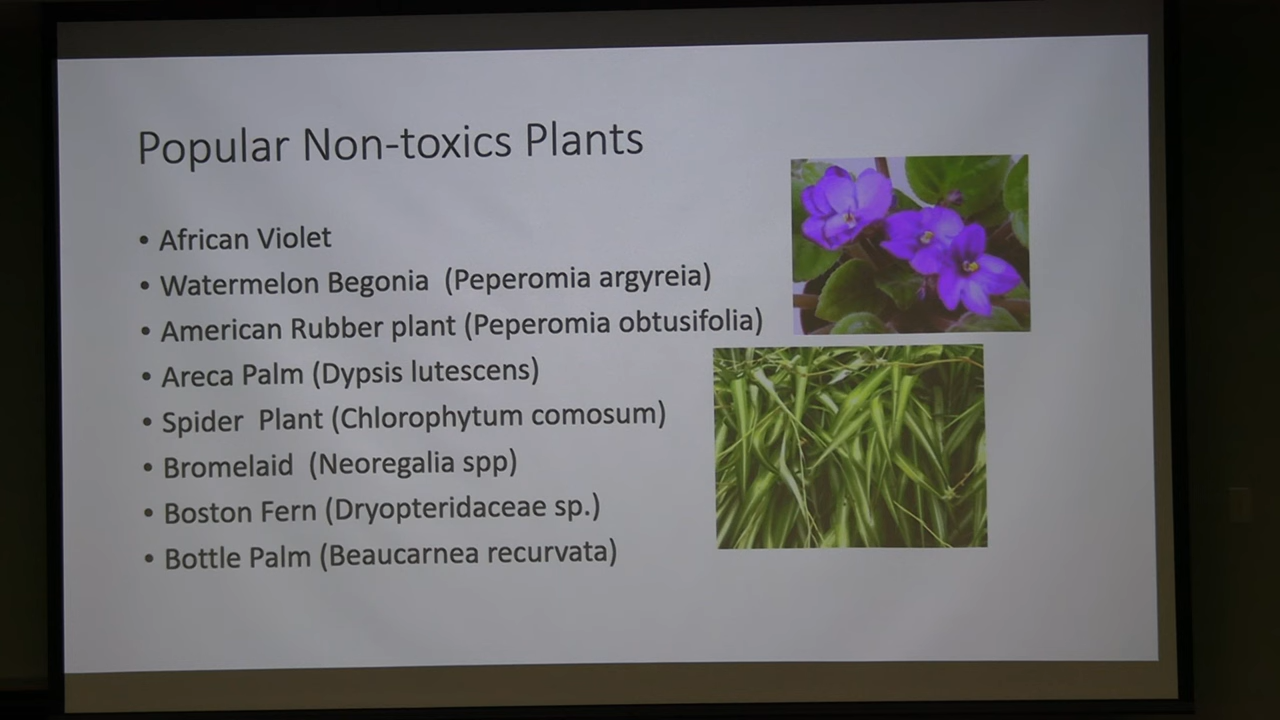 Popular Non-toxics Plants
• African Violet
• Watermelon Begonia (Peperomia argyreia)
• American Rubber plant (Peperomia obtusifolia)
• Areca Palm (Dypsis lutescens)
• Spider Plant (Chlorophytum comosum)
• Bromelaid (Neoregalia spp)
• Boston Fern (Dryopteridaceae sp.)
• Bottle Palm (Beaucarnea recurvata)